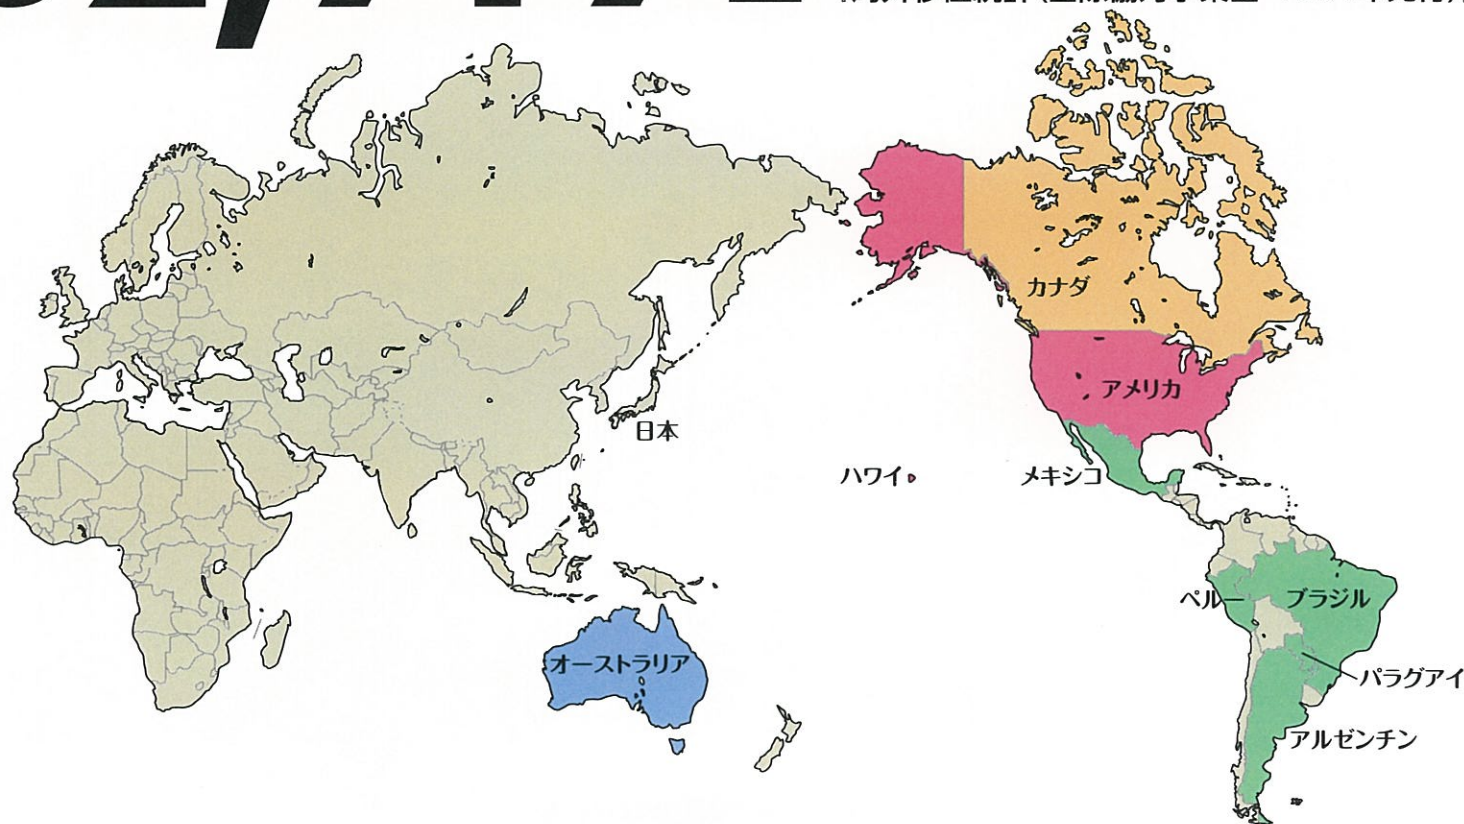 カナダ
アメリカ
日本
ハワイ
メキシコ
ペルー
ブラジル
オーストラリア
パラグアイ
アルゼンチン